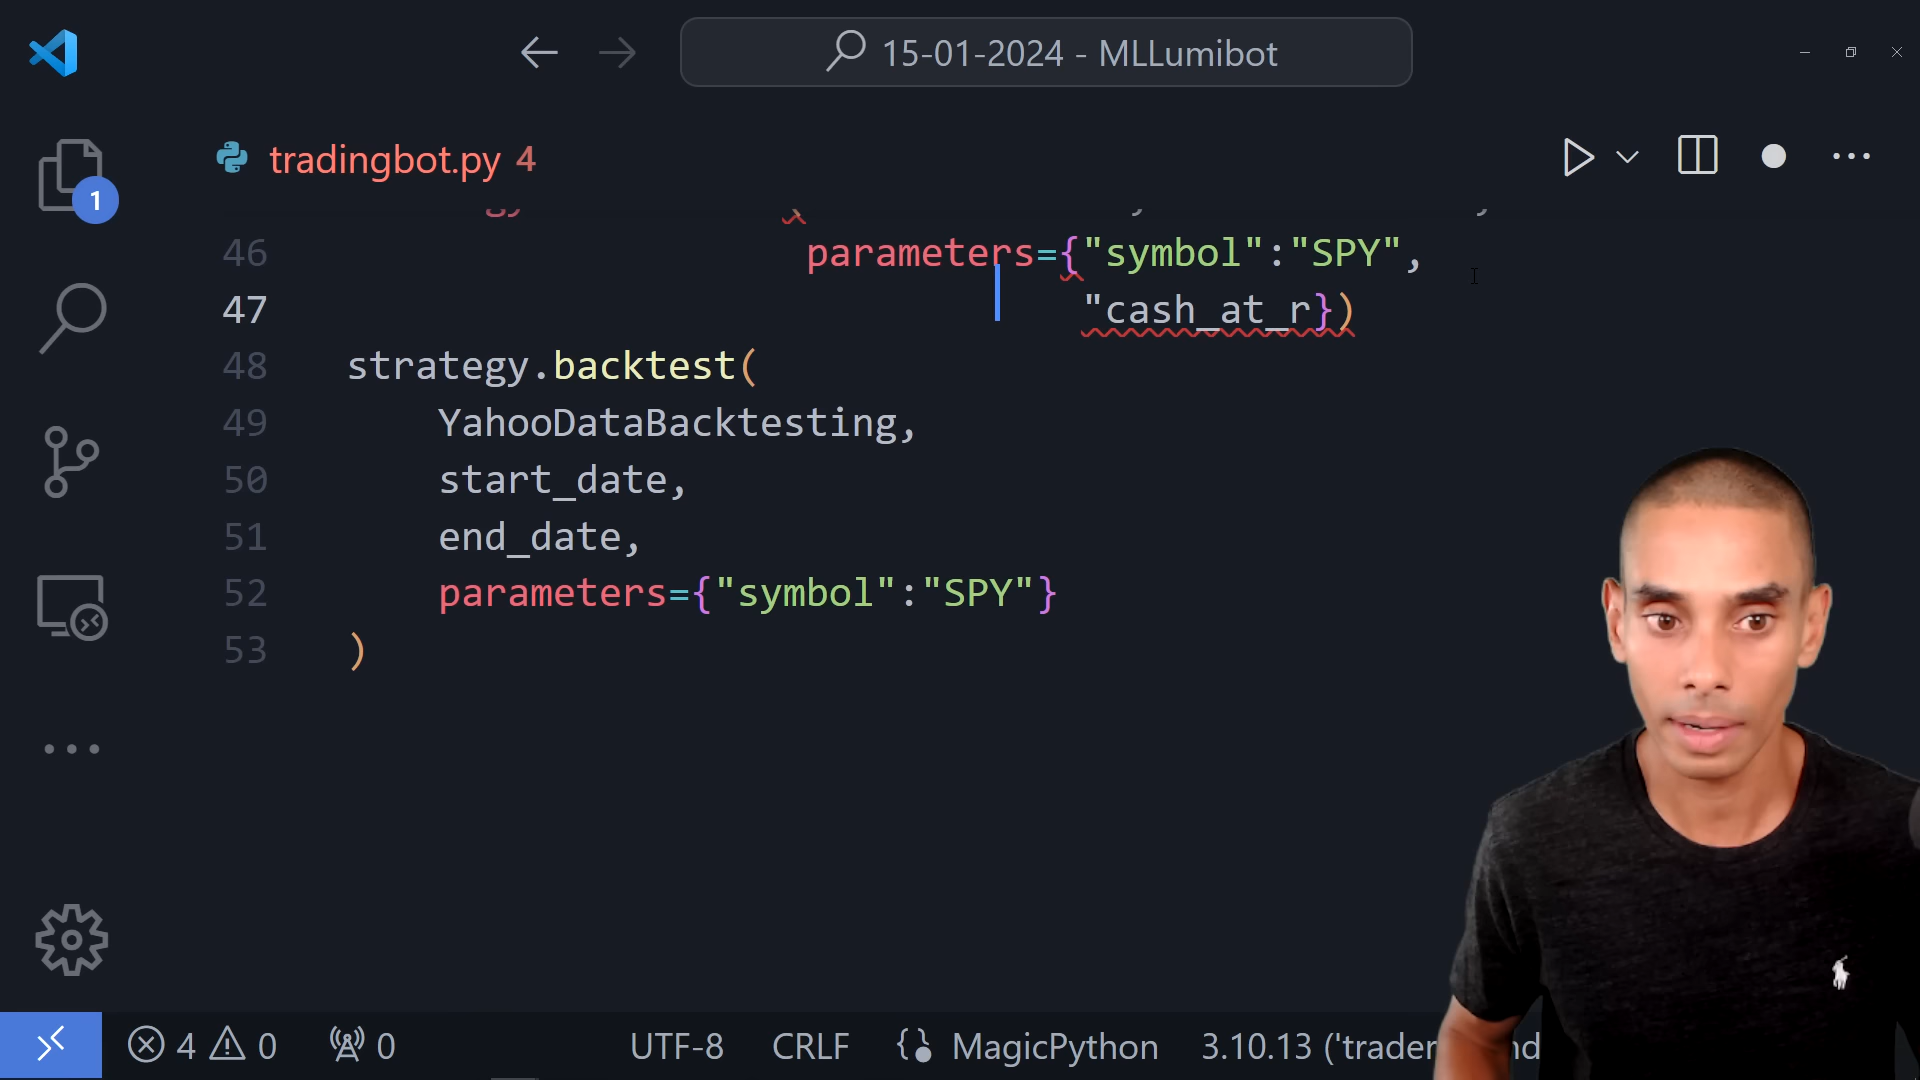 15-01-2024 - MLLumibot
tradingbot.py 4
1
46 parameters={"symbol":"SPY",
47 "cash_at_r})
48 strategy.backtest(
49 YahooDataBacktesting,
50 start_date,
51 end_date,
52 parameters={"symbol":"SPY"}
53 )
4 0 0 UTF-8 CRLF MagicPython 3.10.13 ('trader